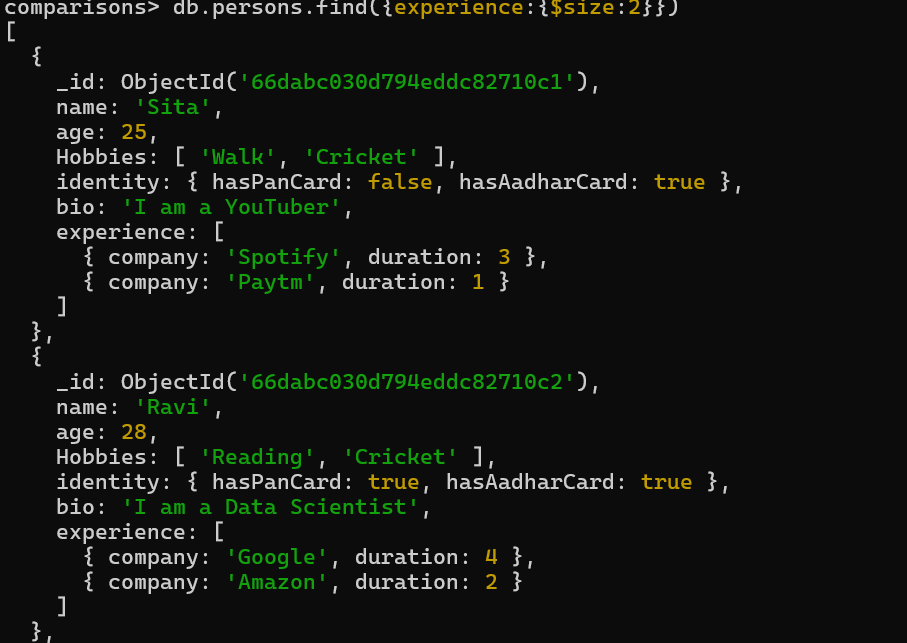 comparisons> db.persons.find({experience:{$size:2}})
[
  {
    _id: ObjectId('66dabc030d794eddc82710c1'),
    name: 'Sita',
    age: 25,
    Hobbies: [ 'Walk', 'Cricket' ],
    identity: { hasPanCard: false, hasAadharCard: true },
    bio: 'I am a YouTuber',
    experience: [
      { company: 'Spotify', duration: 3 },
      { company: 'Paytm', duration: 1 }
    ]
  },
  {
    _id: ObjectId('66dabc030d794eddc82710c2'),
    name: 'Ravi',
    age: 28,
    Hobbies: [ 'Reading', 'Cricket' ],
    identity: { hasPanCard: true, hasAadharCard: true },
    bio: 'I am a Data Scientist',
    experience: [
      { company: 'Google', duration: 4 },
      { company: 'Amazon', duration: 2 }
    ]
  },